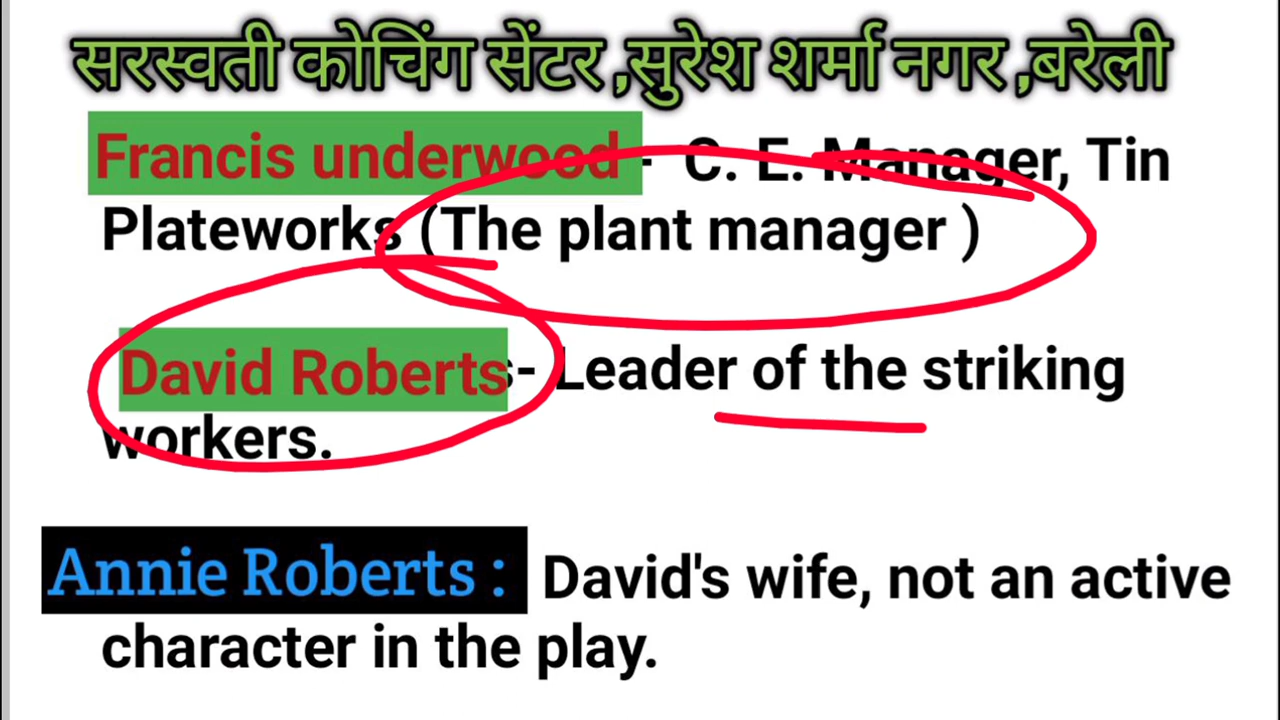 सरस्वती कोचिंग सेंटर ,सुरेश शर्मा नगर ,बरेली
Francis underwood - C. E. Manager, Tin
Plateworks (The plant manager )
David Roberts- Leader of the striking
workers.
Annie Roberts : David's wife, not an active
character in the play.